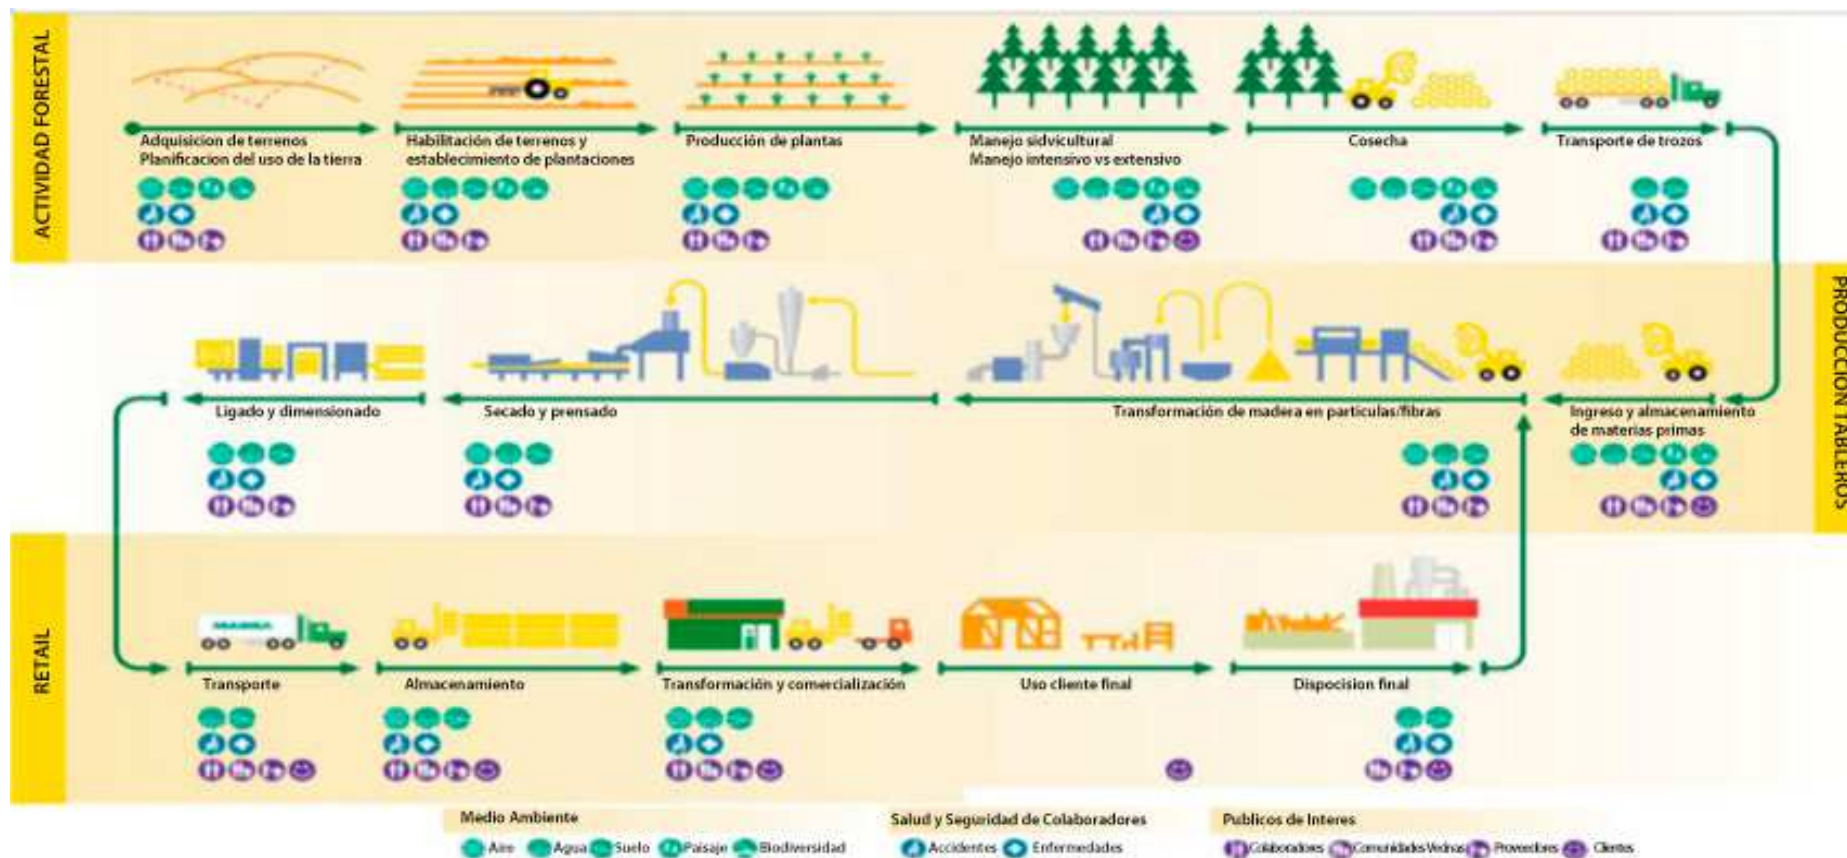 ACTIVIDAD FORESTAL
Adquisicion de terrenos
Planificacion del uso de la tierra
Habilitación de terrenos y
establecimiento de plantaciones
Producción de plantas
Manejo sidvicultural
Manejo intensivo vs extensivo
Cosecha
Transporte de trozos
PRODUCCION TABLEROS
Ligado y dimensionado
Secado y prensado
Transformación de madera en particulas/fibras
Ingreso y almacenamiento
de materias primas
RETAIL
MASISA
Transporte
Almacenamiento
Transformación y comercialización
Uso cliente final
Dispocision final
Medio Ambiente
Aire Agua Suelo Paisaje Biodiversidad
Salud y Seguridad de Colaboradores
Accidentes Enfermedades
Publicos de Interes
Colaboradores Comunidades Vecinas Proveedores Clientes